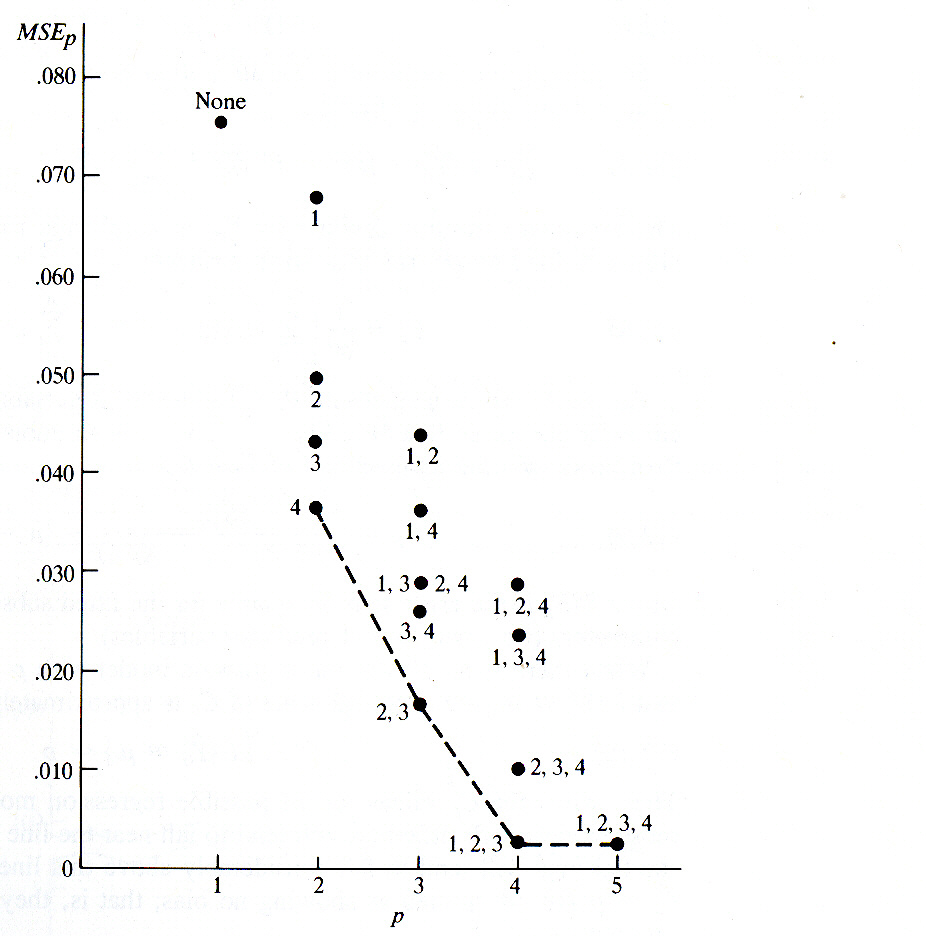 MSEp
.080
None
.070
1
.060
.050
2
3
1, 2
.040
4
1, 4
.030
1, 3
2, 4
1, 2, 4
3, 4
1, 3, 4
.020
2, 3
.010
2, 3, 4
1, 2, 3, 4
1, 2, 3
0
1 2 3 4 5
p